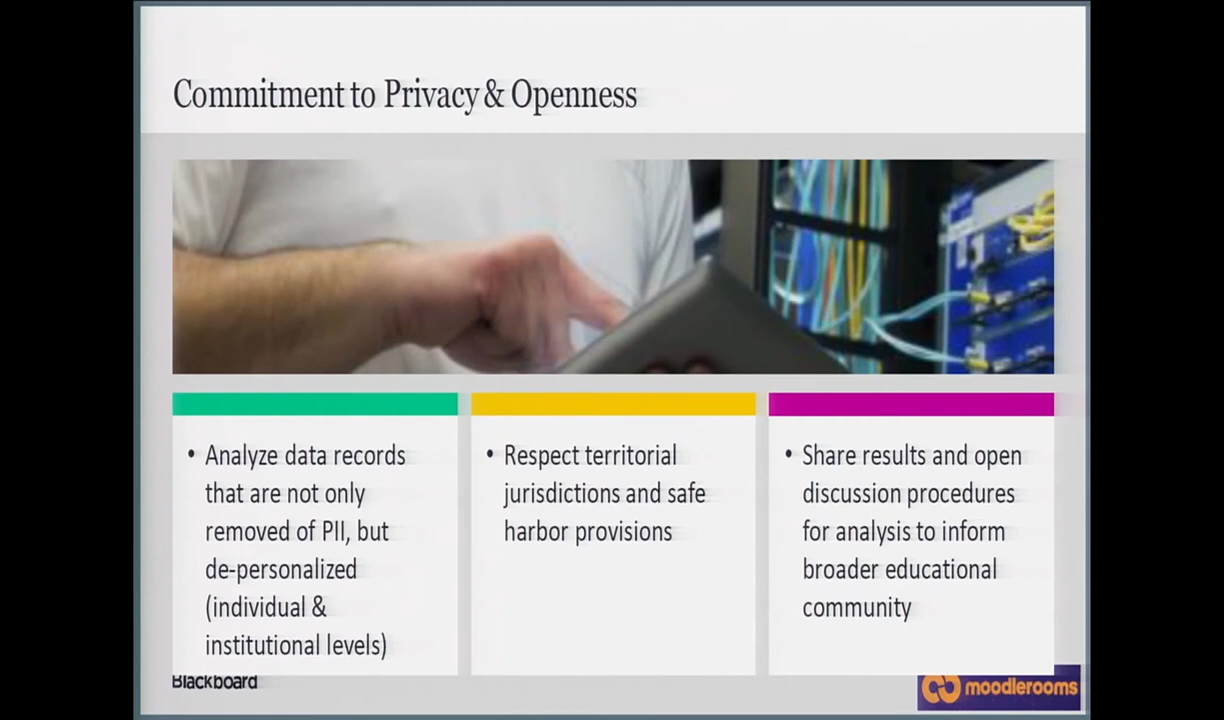 Commitment to Privacy & Openness
• Analyze data records
that are not only
removed of PII, but
de-personalized
(individual &
institutional levels)
• Respect territorial
jurisdictions and safe
harbor provisions
• Share results and open
discussion procedures
for analysis to inform
broader educational
community
Blackboard
moodlerooms